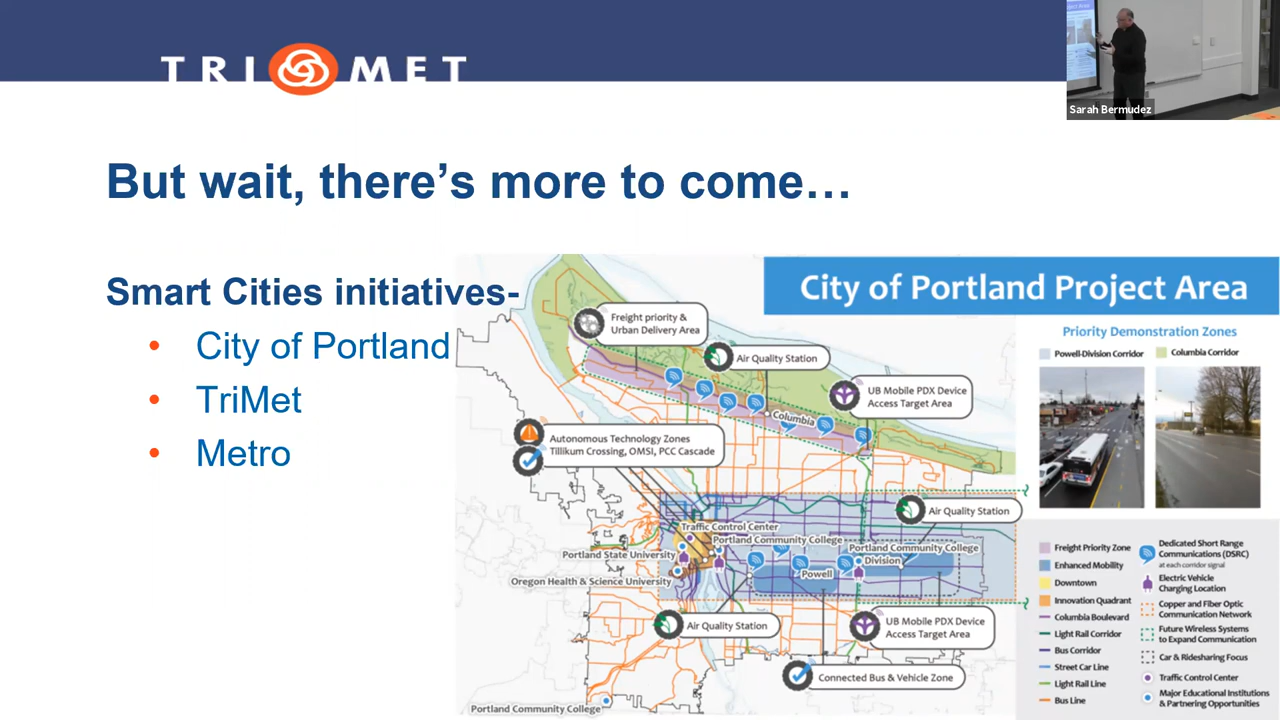 TRI MET
Sarah Bermudez
But wait, there's more to come…
Smart Cities initiatives-
• City of Portland
• TriMet
• Metro
City of Portland Project Area
Priority Demonstration Zones
Powell-Division Corridor
Columbia Corridor
Freight priority &
Urban Delivery Area
Air Quality Station
UB Mobile PDX Device
Access Target Area
Columbia
Autonomous Technology Zones
Tillikum Crossing, OMSI, PCC Cascade
Air Quality Station
Traffic Control Center
Portland Community College
Portland State University
Portland Community College
Division
Oregon Health & Science University
Powell
Air Quality Station
UB Mobile PDX Device
Access Target Area
Connected Bus & Vehicle Zone
Portland Community College
Freight Priority Zone
Enhanced Mobility
Downtown
Innovation Quadrant
Columbia Boulevard
Light Rail Corridor
Bus Corridor
Street Car Line
Light Rail Line
Bus Line
Dedicated Short Range
Communications (DSRC)
at each corridor signal
Electric Vehicle
Charging Location
Copper and Fiber Optic
Communication Network
Future Wireless Systems
to Expand Communication
Car & Ridesharing Focus
Traffic Control Center
Major Educational Institutions
& Partnering Opportunities